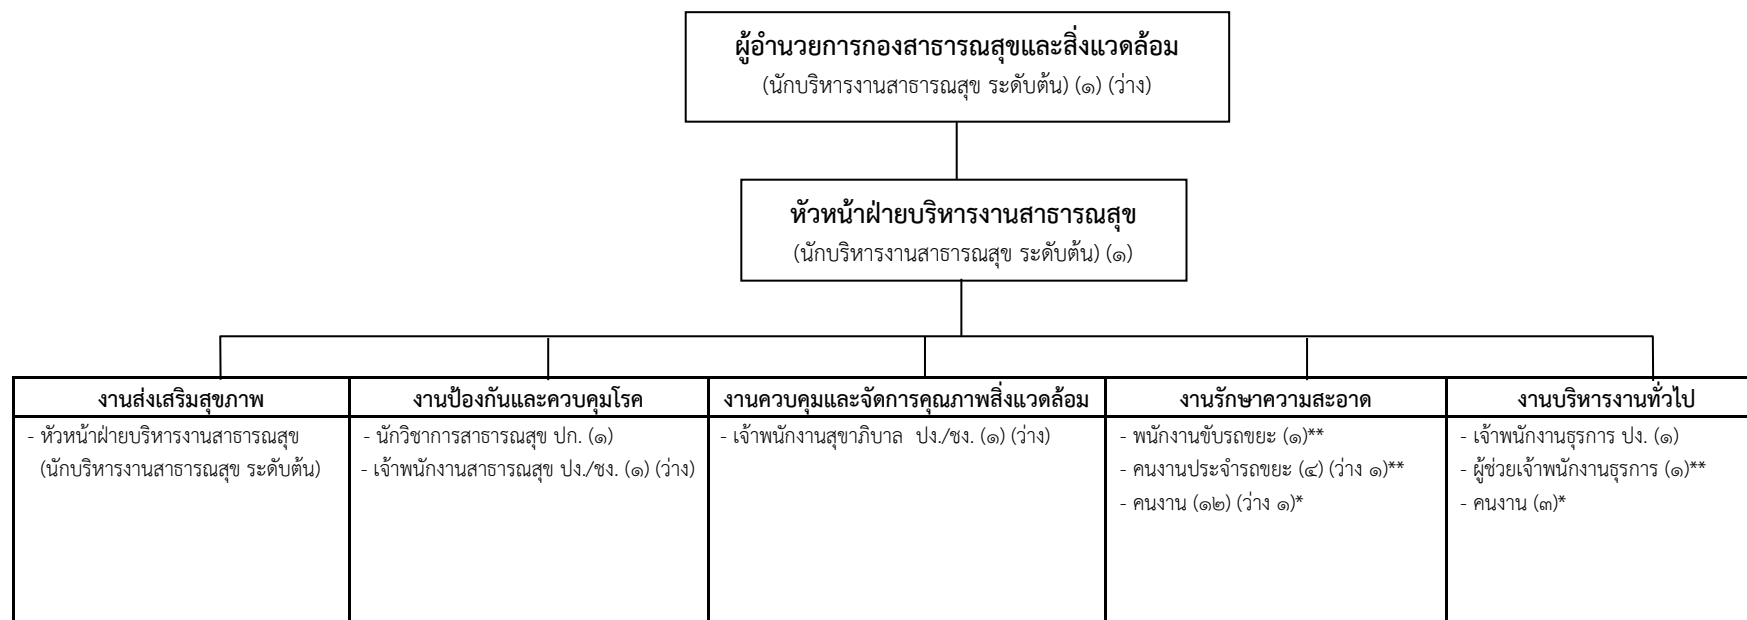 ผู้อำนวยการกองสาธารณสุขและสิ่งแวดล้อม
(นักบริหารงานสาธารณสุข ระดับต้น) (๑) (ว่าง)
หัวหน้าฝ่ายบริหารงานสาธารณสุข
(นักบริหารงานสาธารณสุข ระดับต้น) (๑)
งานส่งเสริมสุขภาพ
- หัวหน้าฝ่ายบริหารงานสาธารณสุข
(นักบริหารงานสาธารณสุข ระดับต้น)
งานป้องกันและควบคุมโรค
- นักวิชาการสาธารณสุข ปก. (๑)
- เจ้าพนักงานสาธารณสุข ปง./ชง. (๑) (ว่าง)
งานควบคุมและจัดการคุณภาพสิ่งแวดล้อม
- เจ้าพนักงานสุขาภิบาล ปง./ชง. (๑) (ว่าง)
งานรักษาความสะอาด
- พนักงานขับรถขยะ (๑)**
- คนงานประจำรถขยะ (๔) (ว่าง ๑)**
- คนงาน (๑๒) (ว่าง ๑)*
งานบริหารงานทั่วไป
- เจ้าพนักงานธุรการ ปง. (๑)
- ผู้ช่วยเจ้าพนักงานธุรการ (๑)**
- คนงาน (๓)*